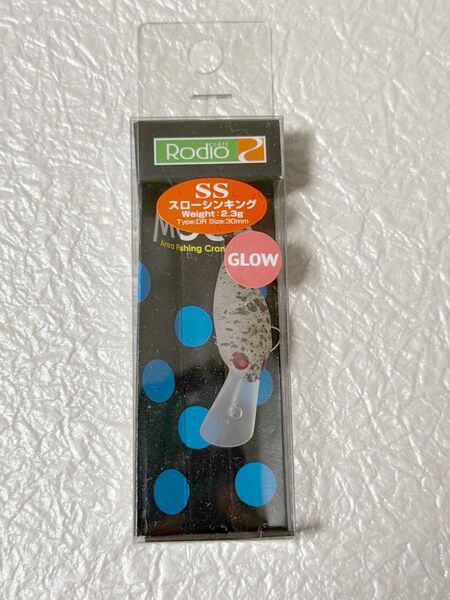 Rodio craft
SS
スローシンキング
Weight:2.3g
Type:DR Size:30mm
Area Fishing Cran
GLOW